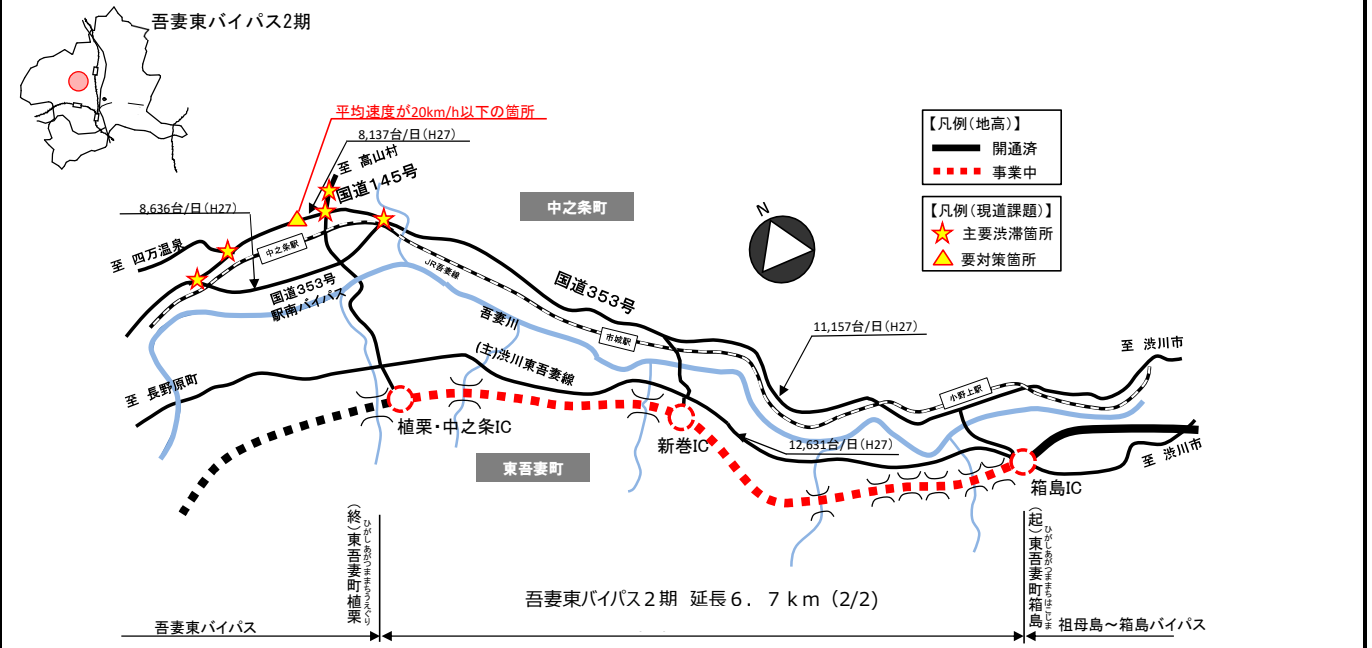 吾妻東バイパス2期
平均速度が20km/h以下の箇所
8,137台/日(H27)
至 高山村
国道145号
8,636台/日(H27)
至 四万温泉
中之条駅
国道353号
駅南バイパス
JR吾妻線
吾妻川
国道353号
市城駅
中之条町
N
【凡例(地高)】
開通済
事業中
【凡例(現道課題)】
主要渋滞箇所
要対策箇所
11,157台/日(H27)
至 渋川市
小野上駅
(主)渋川東吾妻線
至 長野原町
植栗・中之条IC
新巻IC
12,631台/日(H27)
至 渋川市
箱島IC
東吾妻町
(終)東吾妻町植栗
ひがしあがつままちうえぐり
(起)東吾妻町箱島
ひがしあがつままちはこしま
吾妻東バイパス2期 延長6.7km(2/2)
吾妻東バイパス
祖母島～箱島バイパス